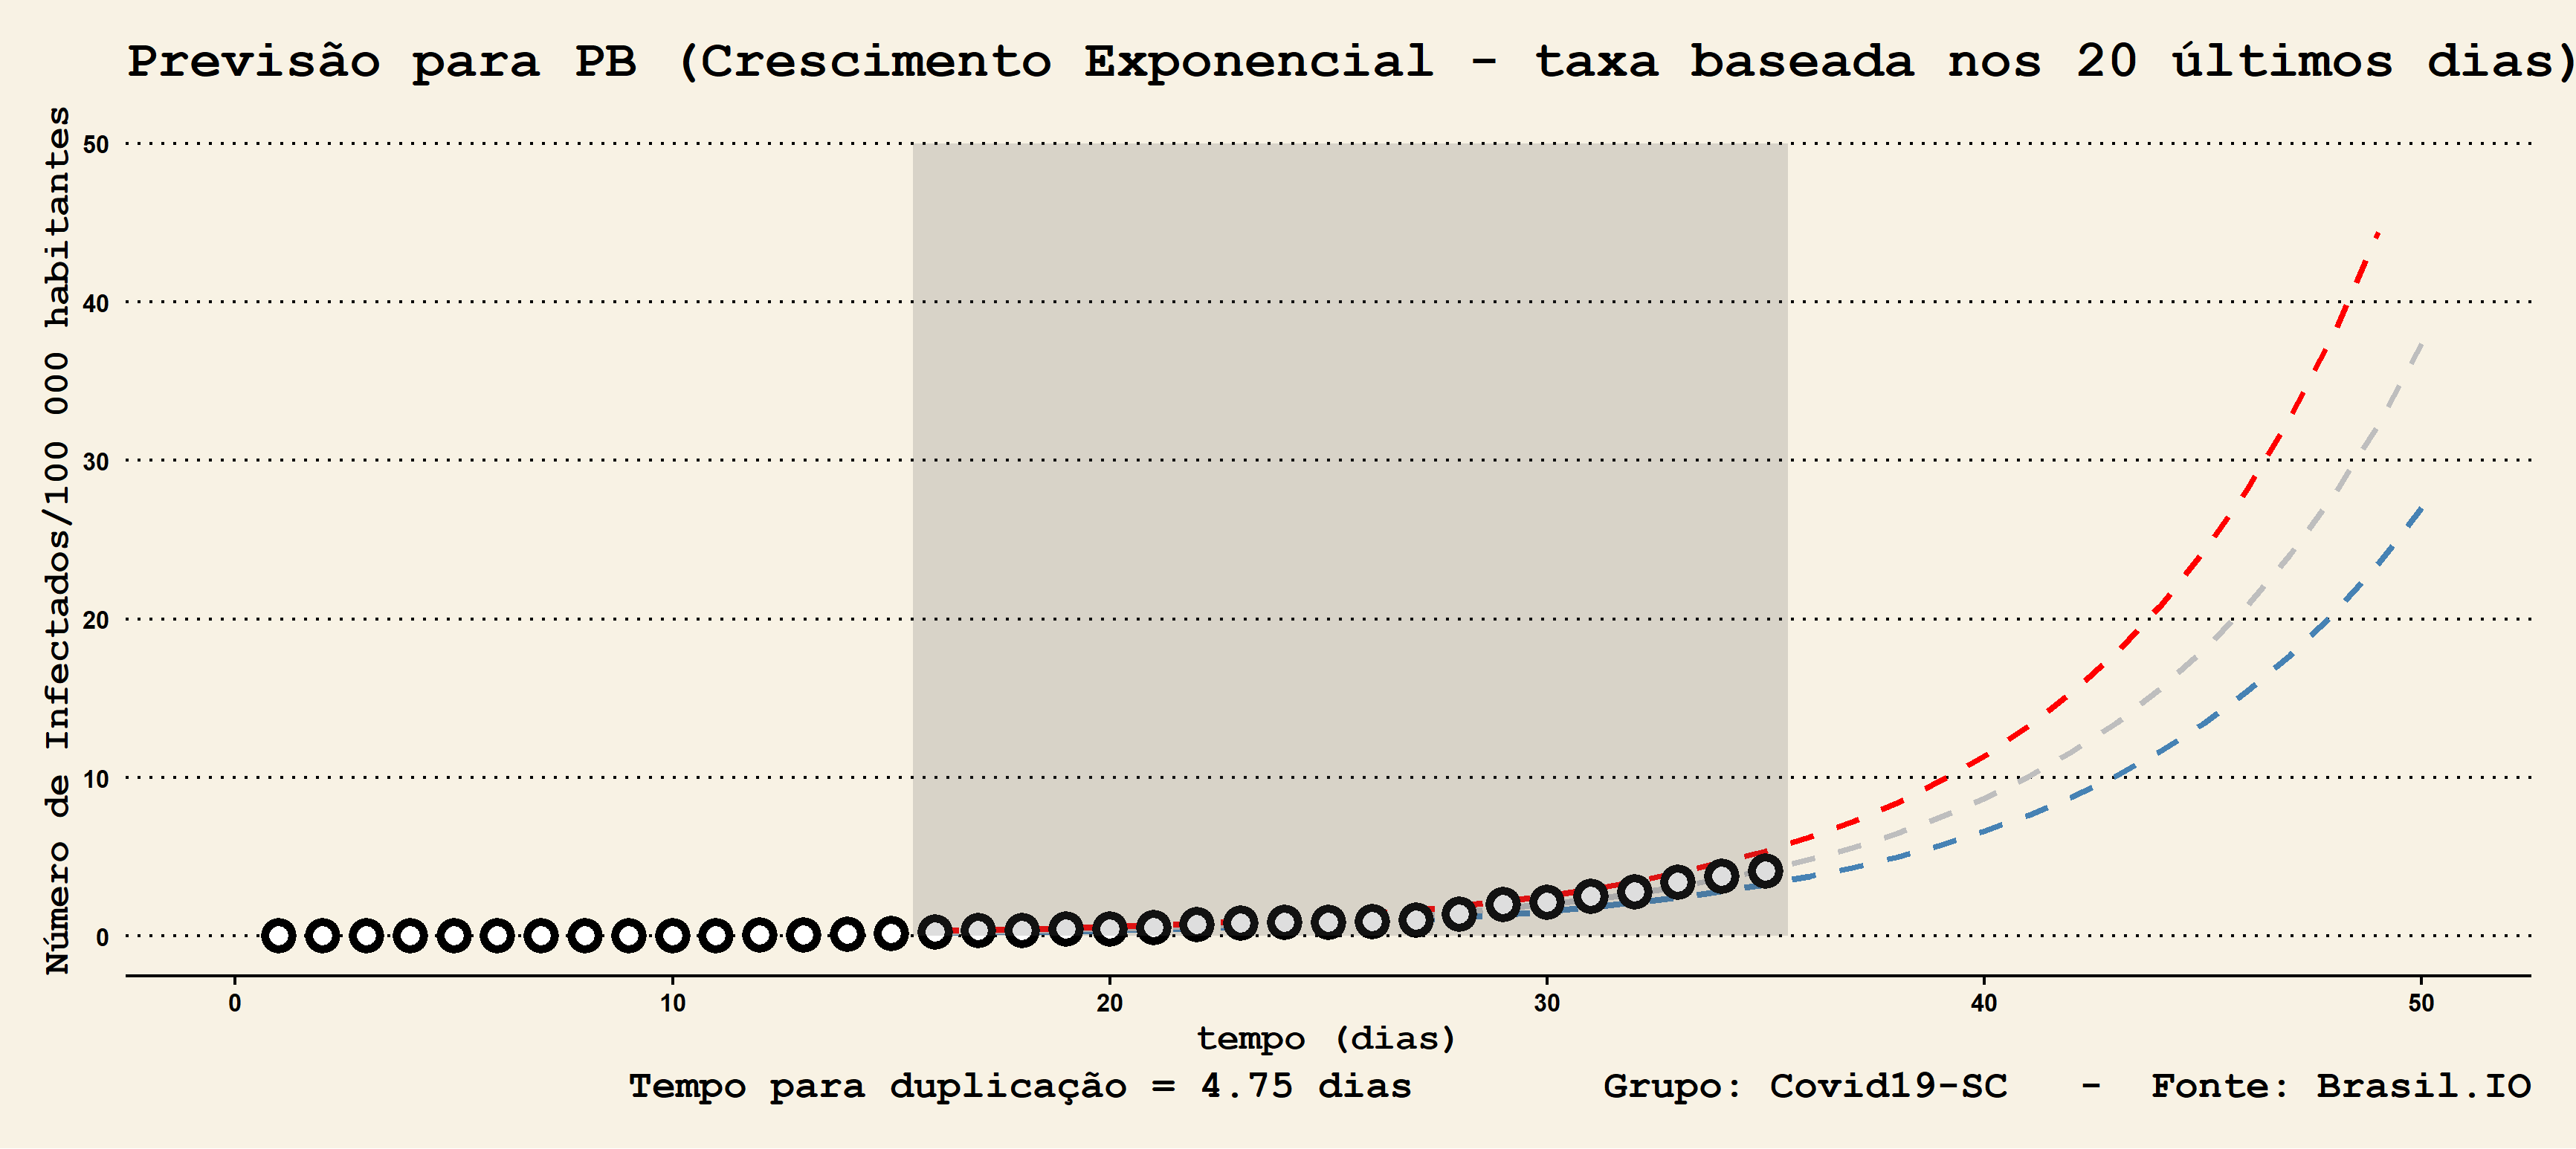 Previsão para PB (Crescimento Exponencial - taxa baseada nos 20 últimos dias)
Número de Infectados/100 000 habitantes
50
40
30
20
10
0
0 10 20 30 40 50
tempo (dias)
Tempo para duplicação = 4.75 dias Grupo: Covid19-SC - Fonte: Brasil.IO